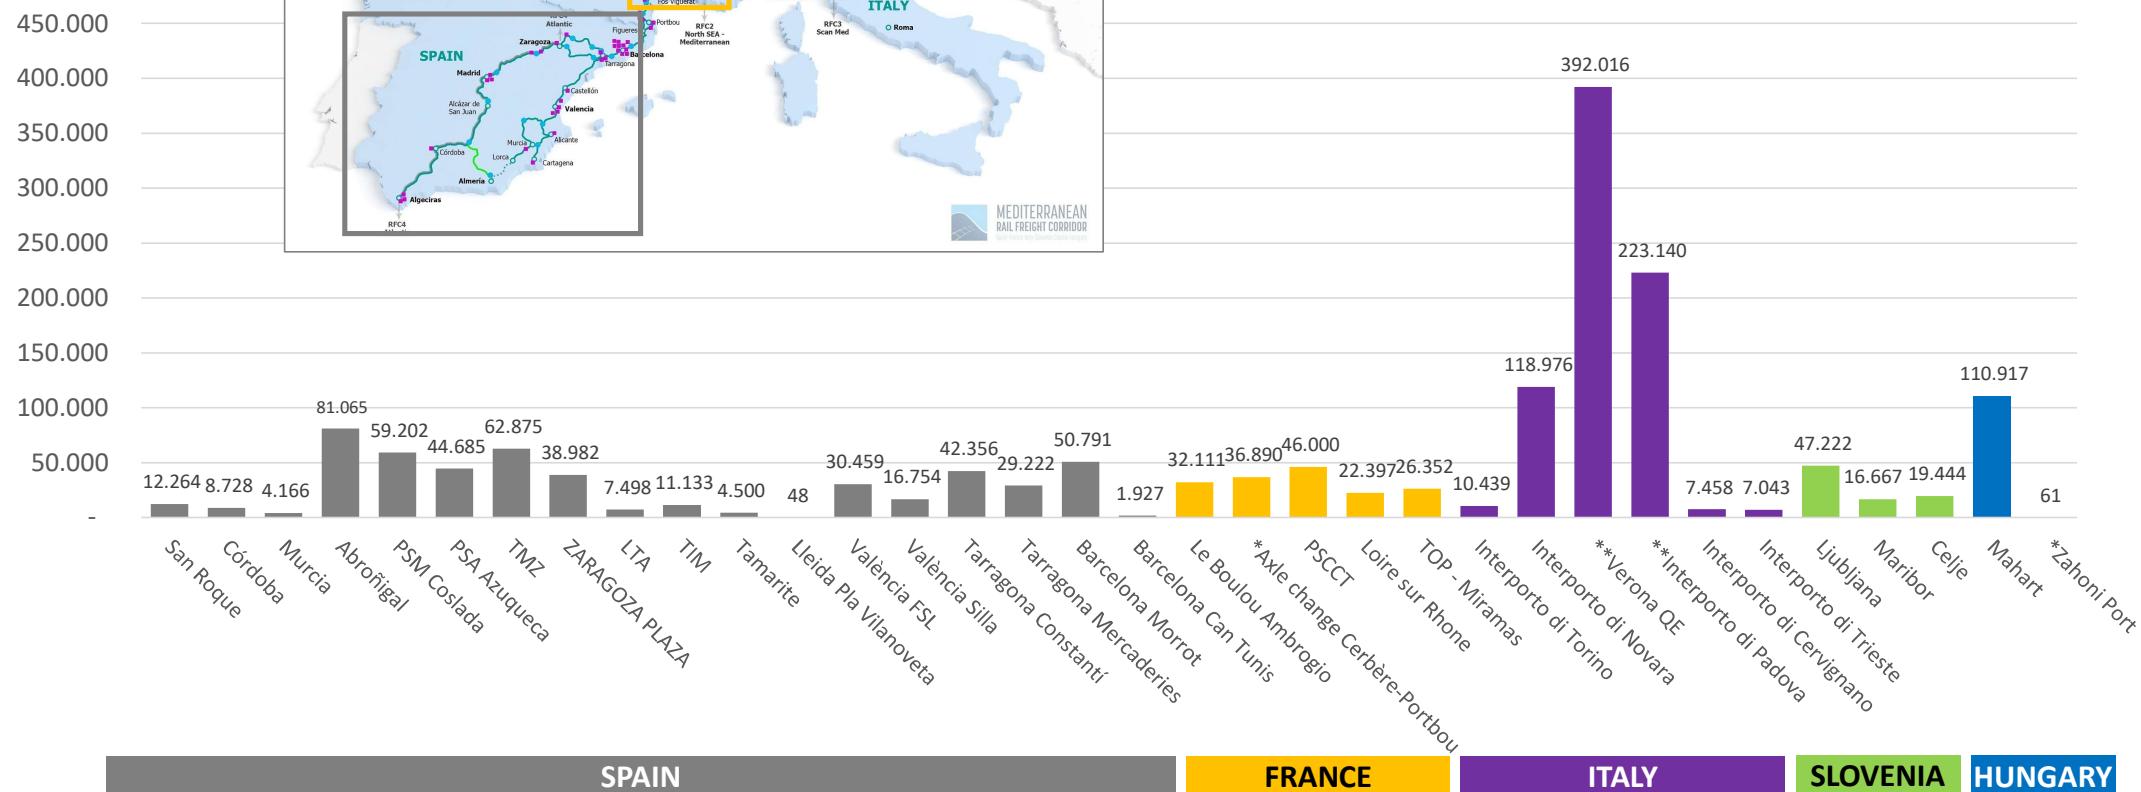 450.000
400.000
350.000
300.000
250.000
200.000
150.000
100.000
50.000
-
Atlantic
Portbou
Figueres
RFC2
North SEA -
Mediterranean
RFC3
Scan Med
ITALY
Roma
SPAIN
Zaragoza
Barcelona
Tarragona
Madrid
Castellón
Alcázar de
San Juan
Valencia
Murcia
Alicante
Córdoba
Lorca
Cartagena
Almería
Algeciras
RFC4
MEDITERRANEAN
RAIL FREIGHT CORRIDOR
12.264
8.728
4.166
81.065
59.202
44.685
62.875
38.982
7.498
11.133
4.500
48
30.459
16.754
42.356
29.222
50.791
1.927
32.111
36.890
46.000
22.397
26.352
10.439
118.976
392.016
223.140
7.458
7.043
47.222
16.667
19.444
110.917
61
San Roque
Córdoba
Murcia
Abroñigal
PSM Coslada
PSA Azuqueca
TMZ
ZARAGOZA PLAZA
LTA
TIM
Tamarite
Lleida Pla Vilanoveta
València FSL
València Silla
Tarragona Constantí
Tarragona Mercaderies
Barcelona Morrot
Barcelona Can Tunis
Le Boulou Ambrogio
*Axle change Cerbère-Portbou
PSCCT
Loire sur Rhone
TOP - Miramas
Interporto di Torino
Interporto di Novara
**Verona QE
**Interporto di Padova
Interporto di Cervignano
Interporto di Trieste
Ljubljana
Maribor
Celje
Mahart
*Zahoni Port
SPAIN
FRANCE
ITALY
SLOVENIA
HUNGARY